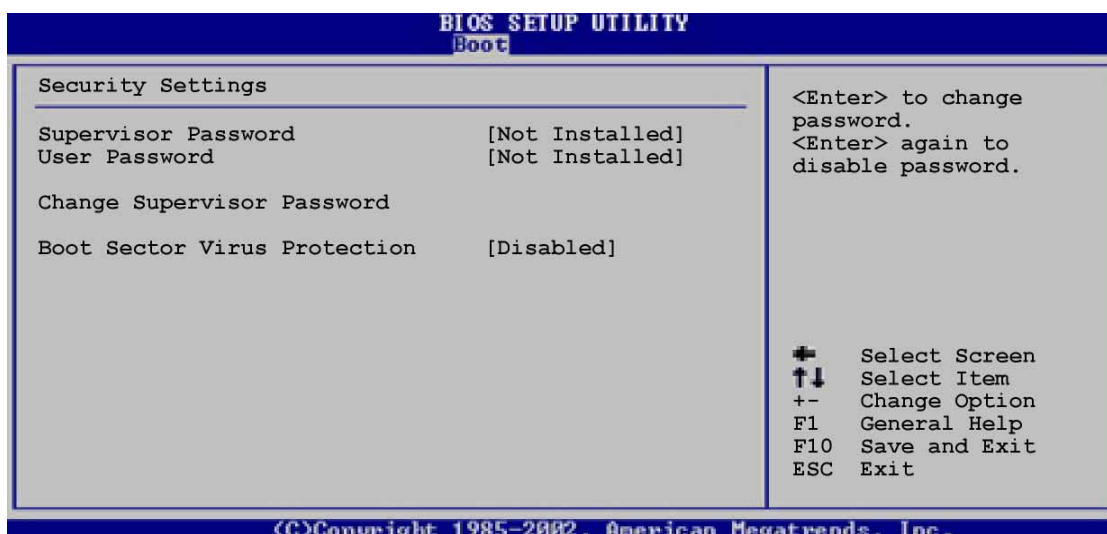 BIOS SETUP UTILITY
Boot
Security Settings
Supervisor Password [Not Installed]
User Password [Not Installed]
Change Supervisor Password
Boot Sector Virus Protection [Disabled]
<Enter> to change
password.
<Enter> again to
disable password.
Select Screen
↑↓ Select Item
+- Change Option
F1 General Help
F10 Save and Exit
ESC Exit
(C)Copyright 1985-2002, American Megatrends, Inc.